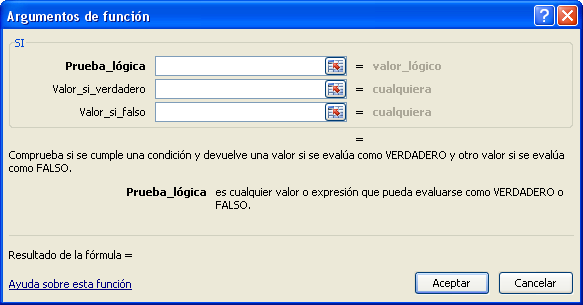 Argumentos de función
SI
Prueba_lógica = valor_lógico
Valor_si_verdadero = cualquiera
Valor_si_falso = cualquiera
=
Comprueba si se cumple una condición y devuelve una valor si se evalúa como VERDADERO y otro valor si se evalúa
como FALSO.
Prueba_lógica es cualquier valor o expresión que pueda evaluarse como VERDADERO o
FALSO.
Resultado de la fórmula =
Ayuda sobre esta función
Aceptar Cancelar